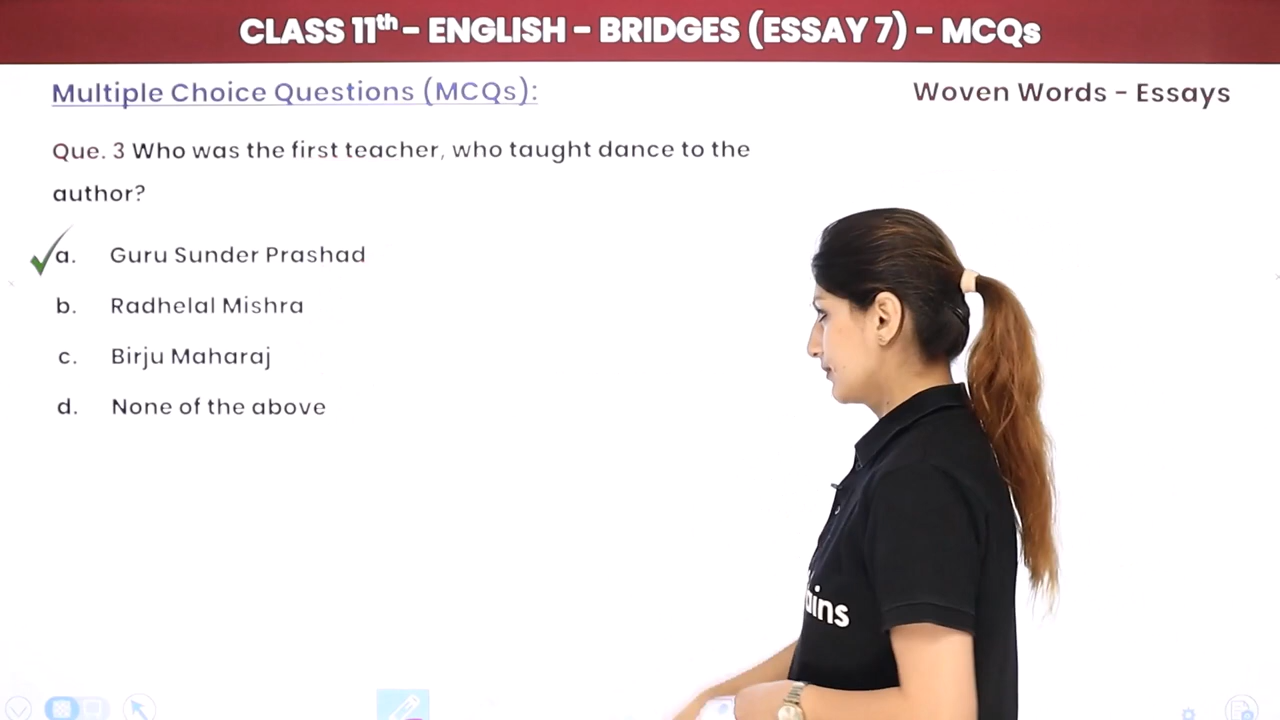 CLASS 11th - ENGLISH - BRIDGES (ESSAY 7) - MCQs
Multiple Choice Questions (MCQs):
Woven Words - Essays
Que. 3 Who was the first teacher, who taught dance to the
author?
a. Guru Sunder Prashad
b. Radhelal Mishra
c. Birju Maharaj
d. None of the above